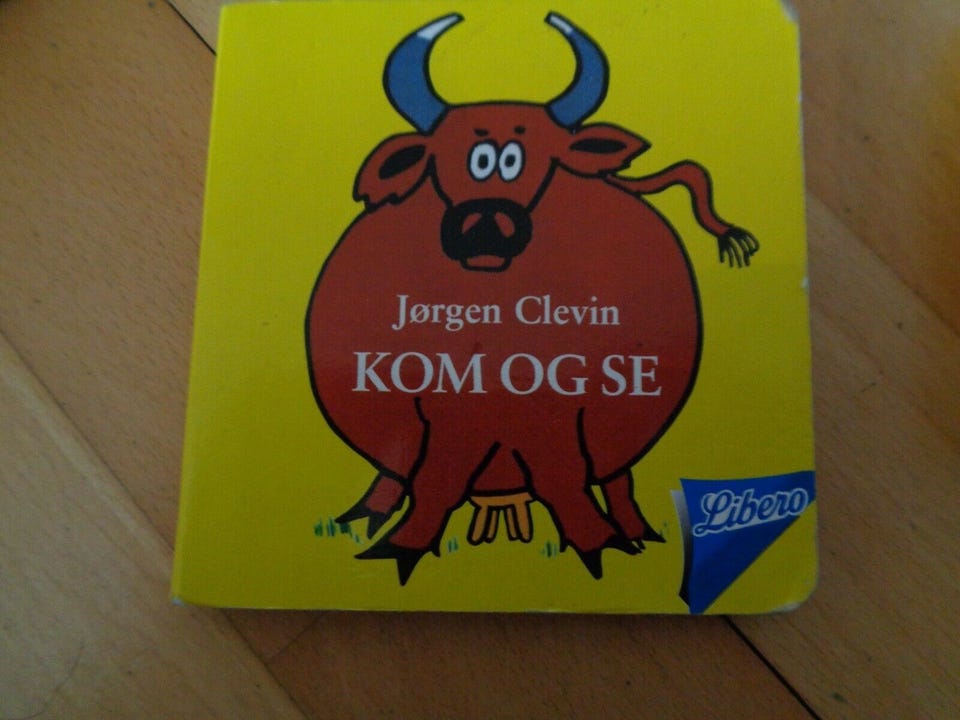 Jørgen Clevin
KOM OG SE
Libero